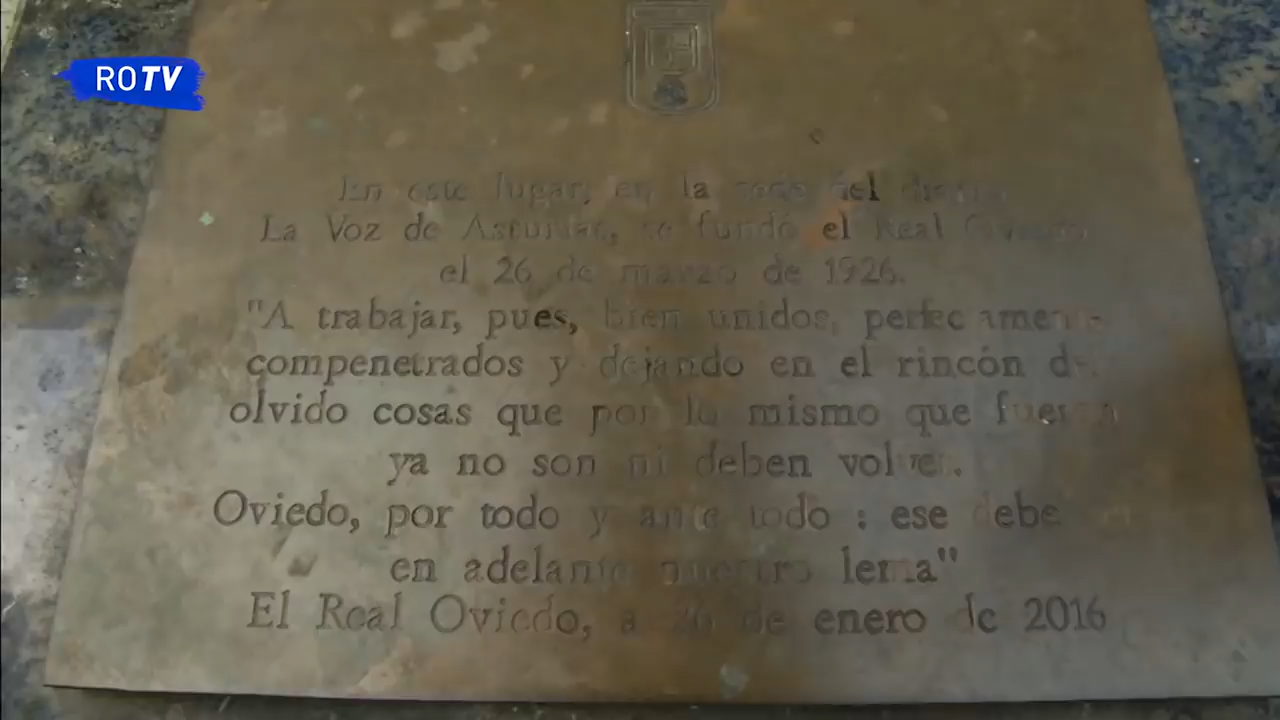 ROTV
En este lugar, en la sede del diario
La Voz de Asturias, se fundó el Real Oviedo
el 26 de marzo de 1926.
"A trabajar, pues, bien unidos, perfectamente
compenetrados y dejando en el rincón del
olvido cosas que por lo mismo que fueron
ya no son ni deben volver.
Oviedo, por todo y ante todo : ese debe
en adelante nuestro lema"
El Real Oviedo, a 26 de enero de 2016